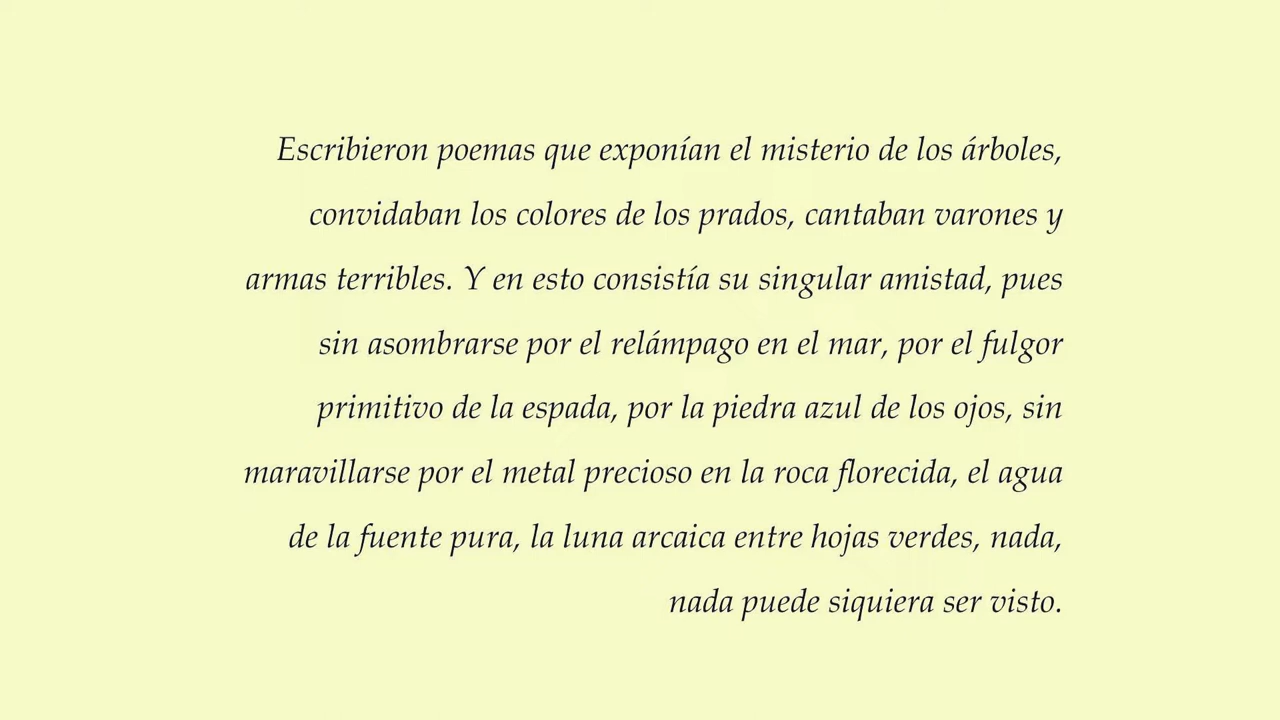 Escribieron poemas que exponían el misterio de los árboles,
convidaban los colores de los prados, cantaban varones y
armas terribles. Y en esto consistía su singular amistad, pues
sin asombrarse por el relámpago en el mar, por el fulgor
primitivo de la espada, por la piedra azul de los ojos, sin
maravillarse por el metal precioso en la roca florecida, el agua
de la fuente pura, la luna arcaica entre hojas verdes, nada,
nada puede siquiera ser visto.